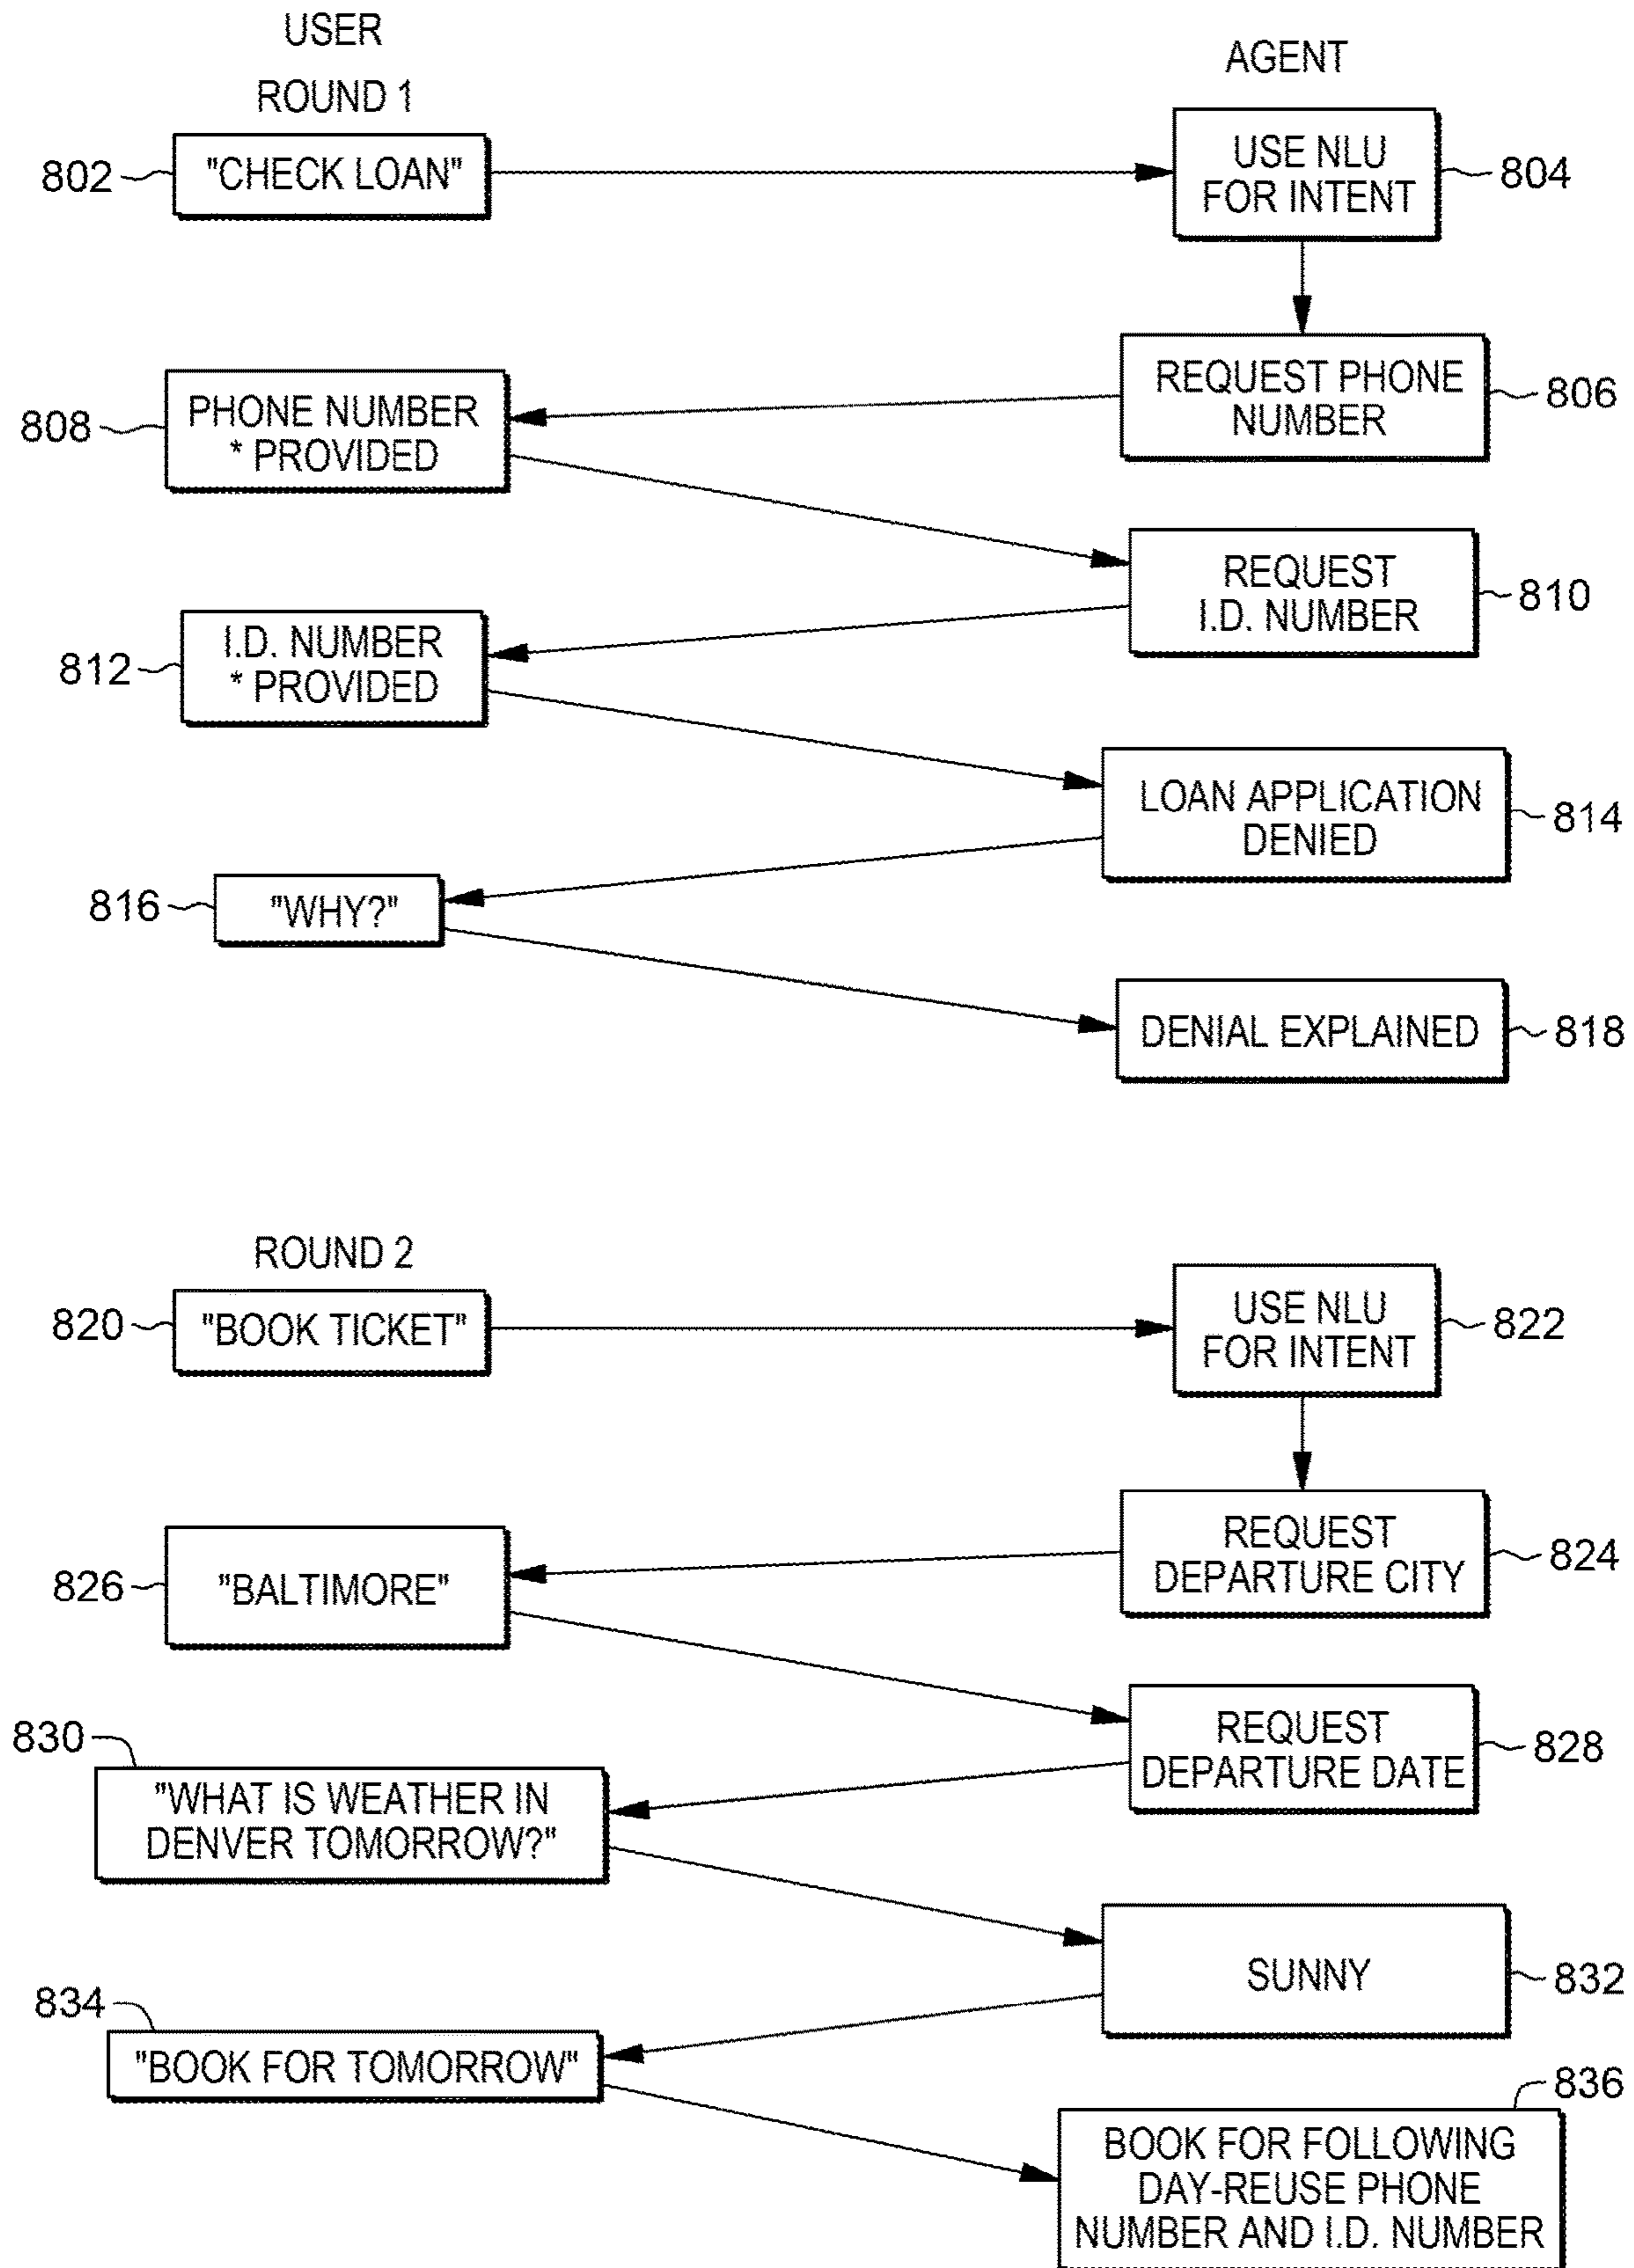 USER
AGENT
ROUND 1
802
"CHECK LOAN"
USE NLU
FOR INTENT
804
REQUEST PHONE
NUMBER
806
808
PHONE NUMBER
* PROVIDED
REQUEST
I.D. NUMBER
810
812
I.D. NUMBER
* PROVIDED
LOAN APPLICATION
DENIED
814
816
"WHY?"
DENIAL EXPLAINED
818
ROUND 2
820
"BOOK TICKET"
USE NLU
FOR INTENT
822
REQUEST
DEPARTURE CITY
824
826
"BALTIMORE"
REQUEST
DEPARTURE DATE
828
830
"WHAT IS WEATHER IN
DENVER TOMORROW?"
SUNNY
832
834
"BOOK FOR TOMORROW"
836
BOOK FOR FOLLOWING
DAY-REUSE PHONE
NUMBER AND I.D. NUMBER